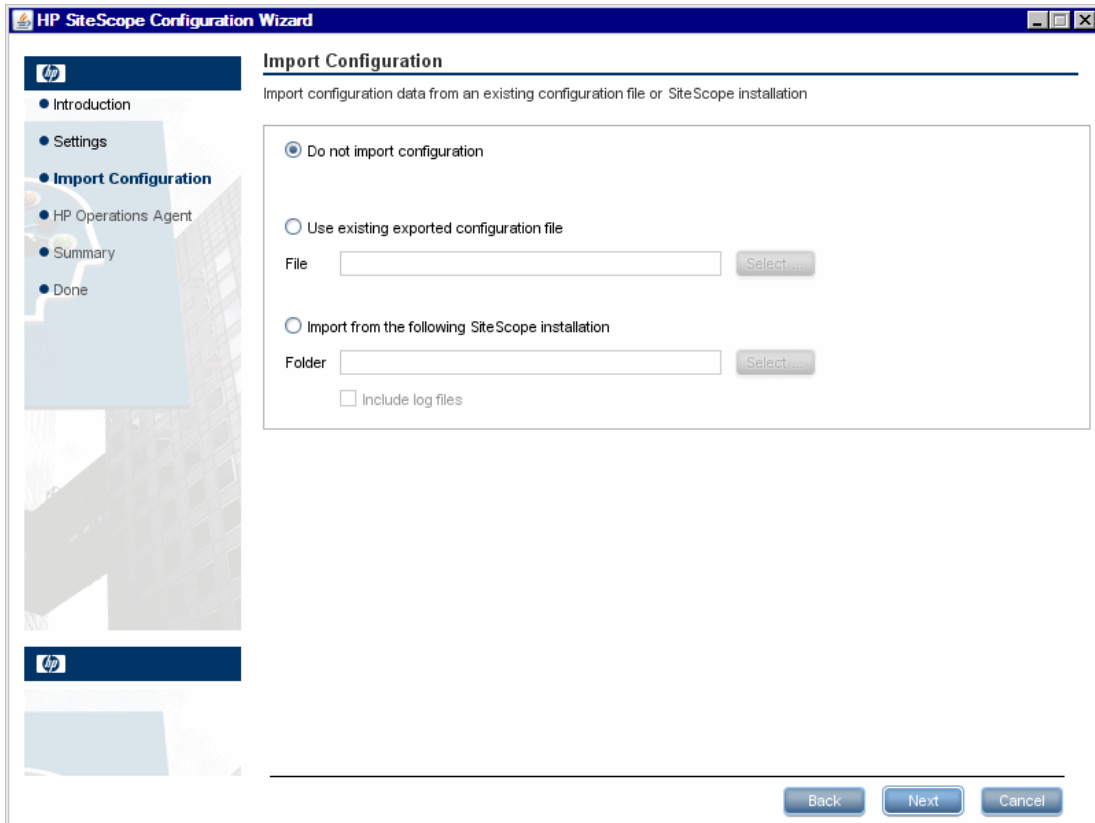 HP SiteScope Configuration Wizard
hp
Introduction
Settings
Import Configuration
HP Operations Agent
Summary
Done
hp
Import Configuration
Import configuration data from an existing configuration file or SiteScope installation
Do not import configuration
Use existing exported configuration file
File Select ....
Import from the following SiteScope installation
Folder Select ....
Include log files
Back Next Cancel